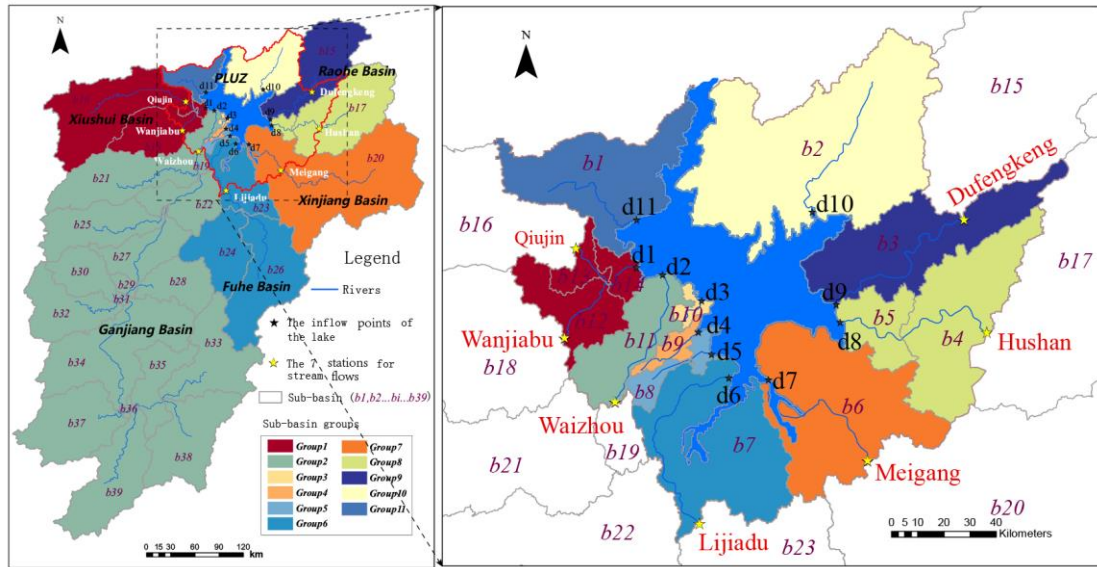 N
b15
PLUZ
Raohe Basin
d11
d10
Dufengkeng
Qiujin
d1
d2
b17
Xiushui Basin
d3
d9
Wanjiabu
d4
d8
Hushan
d5
d6
d7
Waizhou
b19
b20
b21
Meigang
Lijiadu
b22
b23
Xinjiang Basin
b25
b24
b27
b26
b30
b28
b29
Fuhe Basin
b31
b32
Ganjiang Basin
b33
b34
b35
b36
b37
b38
b39
Legend
Rivers
The inflow points of
the lake
The 7 stations for
stream flows
Sub-basin (b1,b2...bi...b39)
Sub-basin groups
Group1
Group7
Group2
Group8
Group3
Group9
Group4
Group10
Group5
Group11
Group6
0 15 30 60 90 120
km
N
b15
b1
b2
Dufengkeng
d11
d10
b16
b3
Qiujin
b17
d1
d2
b14
d3
d9
b10
b5
b12
d4
d8
b4
Hushan
Wanjiabu
b11
b9
d5
b18
d7
b8
d6
b6
Waizhou
b7
b19
b21
Meigang
b20
b22
Lijiadu
b23
0 5 10 20 30 40
Kilometers